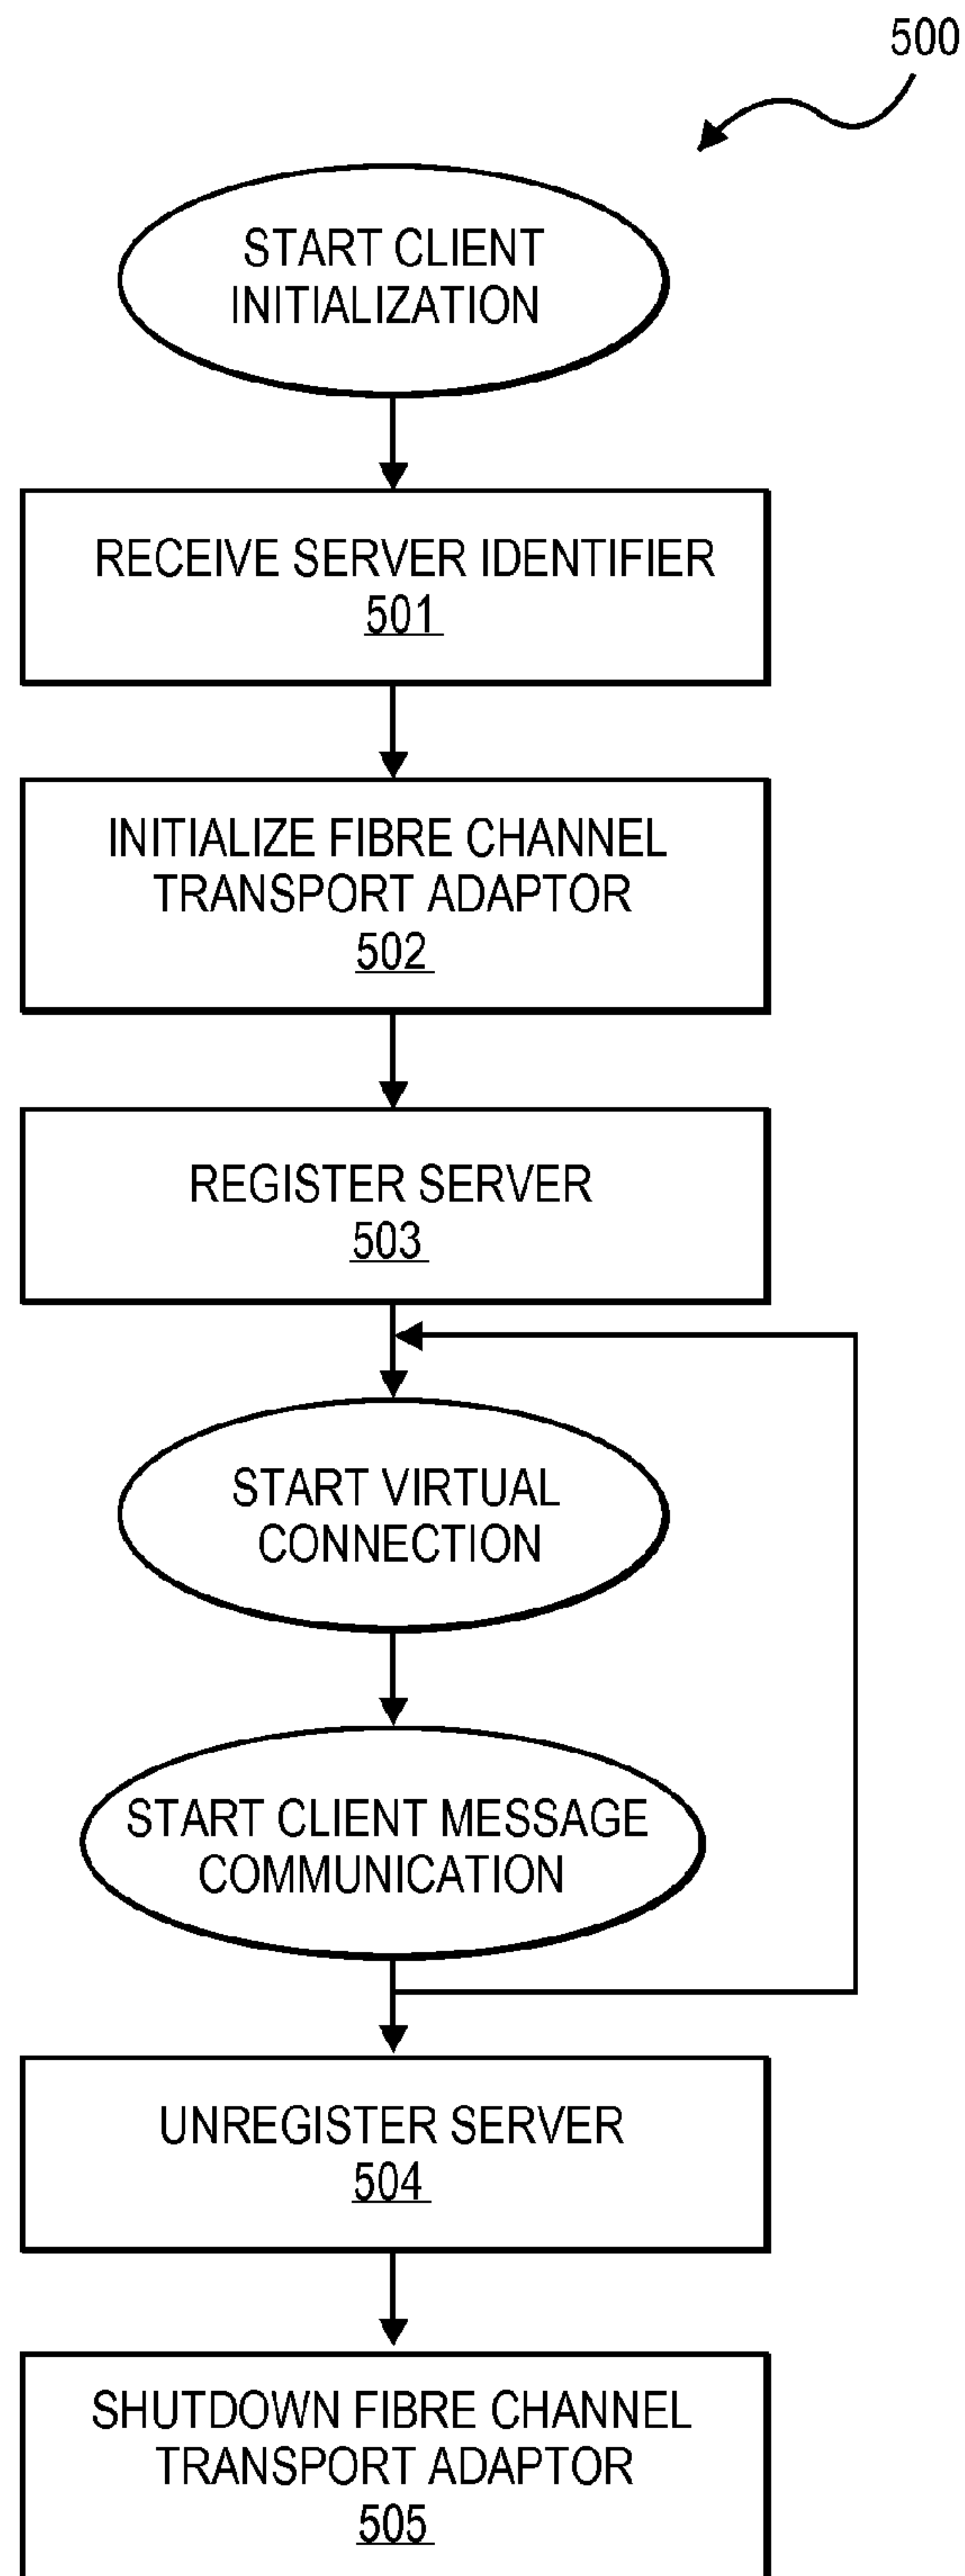 500
START CLIENT
INITIALIZATION
RECEIVE SERVER IDENTIFIER
501
INITIALIZE FIBRE CHANNEL
TRANSPORT ADAPTOR
502
REGISTER SERVER
503
START VIRTUAL
CONNECTION
START CLIENT MESSAGE
COMMUNICATION
UNREGISTER SERVER
504
SHUTDOWN FIBRE CHANNEL
TRANSPORT ADAPTOR
505